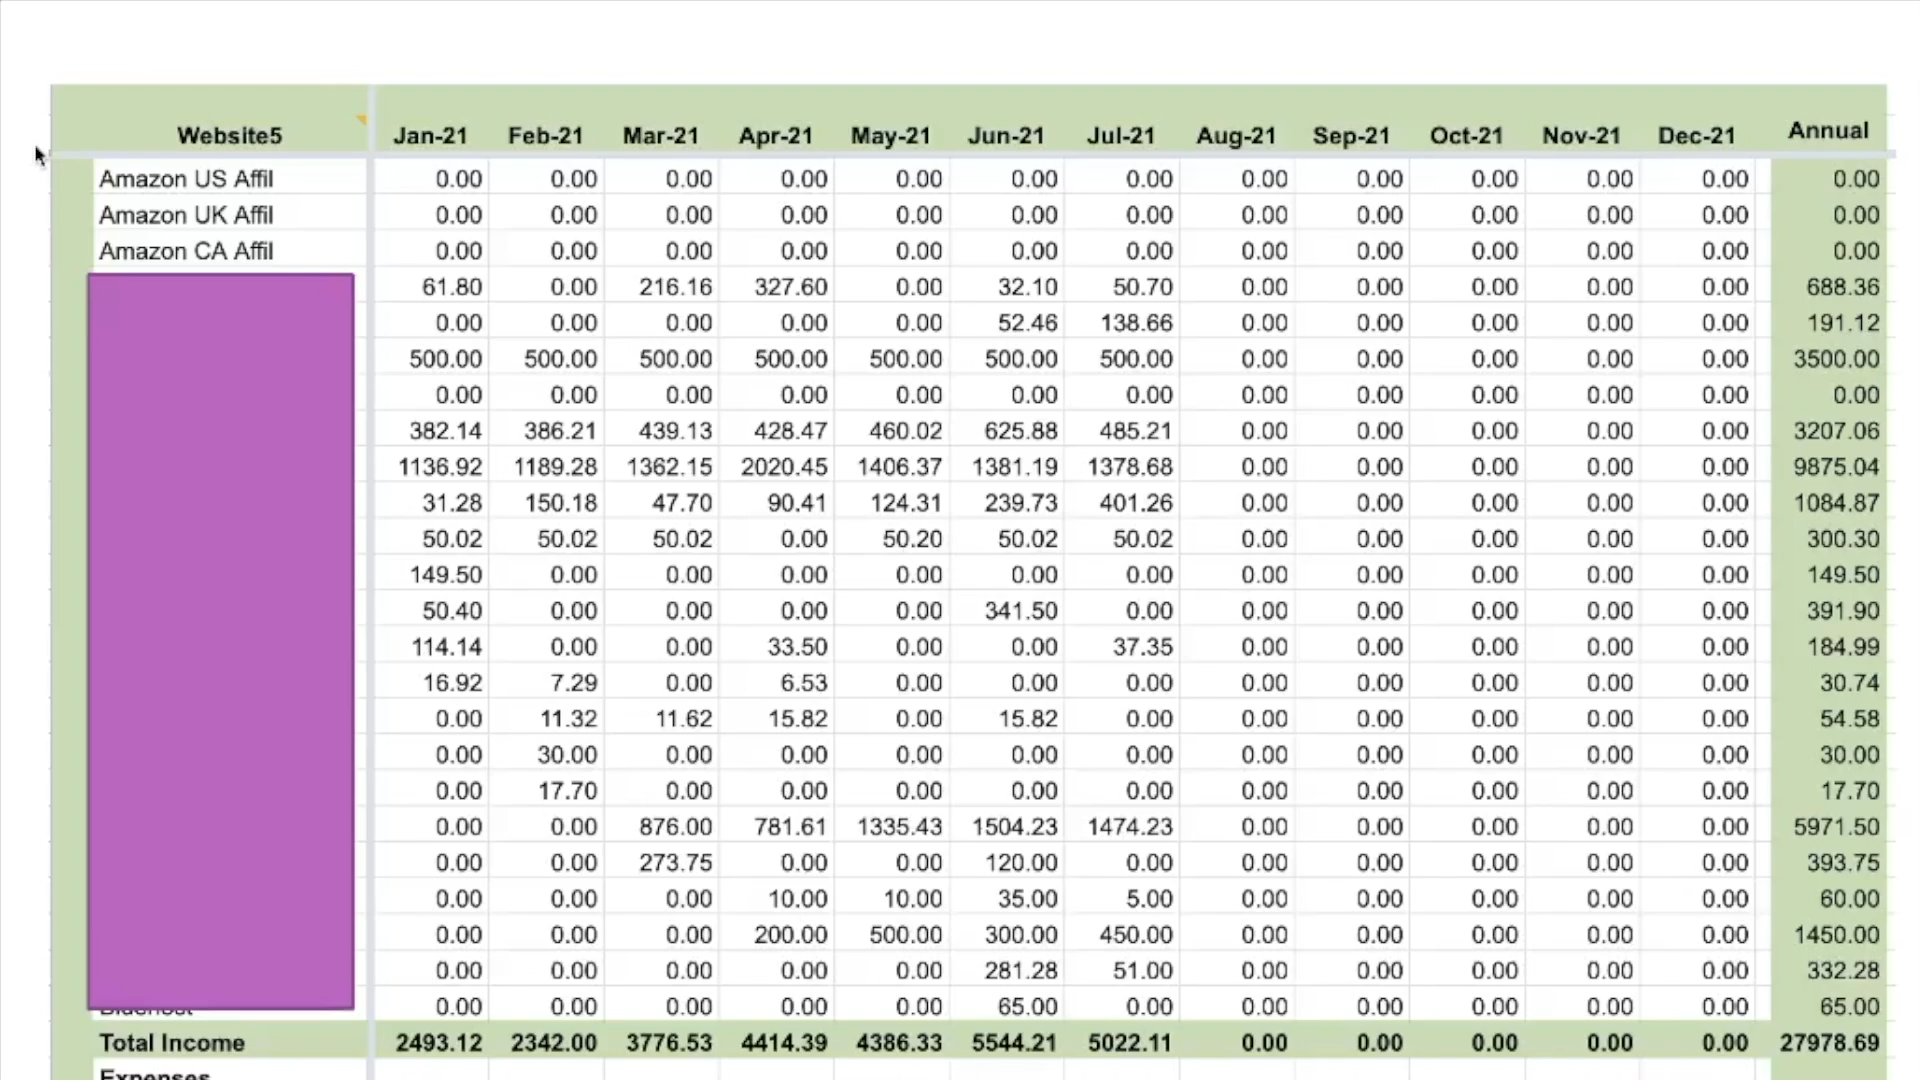 Website5 Jan-21 Feb-21 Mar-21 Apr-21 May-21 Jun-21 Jul-21 Aug-21 Sep-21 Oct-21 Nov-21 Dec-21 Annual
Amazon US Affil 0.00 0.00 0.00 0.00 0.00 0.00 0.00 0.00 0.00 0.00 0.00 0.00 0.00
Amazon UK Affil 0.00 0.00 0.00 0.00 0.00 0.00 0.00 0.00 0.00 0.00 0.00 0.00 0.00
Amazon CA Affil 0.00 0.00 0.00 0.00 0.00 0.00 0.00 0.00 0.00 0.00 0.00 0.00 0.00
61.80 0.00 216.16 327.60 0.00 32.10 50.70 0.00 0.00 0.00 0.00 0.00 688.36
0.00 0.00 0.00 0.00 0.00 52.46 138.66 0.00 0.00 0.00 0.00 0.00 191.12
500.00 500.00 500.00 500.00 500.00 500.00 500.00 0.00 0.00 0.00 0.00 0.00 3500.00
0.00 0.00 0.00 0.00 0.00 0.00 0.00 0.00 0.00 0.00 0.00 0.00 0.00
382.14 386.21 439.13 428.47 460.02 625.88 485.21 0.00 0.00 0.00 0.00 0.00 3207.06
1136.92 1189.28 1362.15 2020.45 1406.37 1381.19 1378.68 0.00 0.00 0.00 0.00 0.00 9875.04
31.28 150.18 47.70 90.41 124.31 239.73 401.26 0.00 0.00 0.00 0.00 0.00 1084.87
50.02 50.02 50.02 0.00 50.20 50.02 50.02 0.00 0.00 0.00 0.00 0.00 300.30
149.50 0.00 0.00 0.00 0.00 0.00 0.00 0.00 0.00 0.00 0.00 0.00 149.50
50.40 0.00 0.00 0.00 0.00 341.50 0.00 0.00 0.00 0.00 0.00 0.00 391.90
114.14 0.00 0.00 33.50 0.00 0.00 37.35 0.00 0.00 0.00 0.00 0.00 184.99
16.92 7.29 0.00 6.53 0.00 0.00 0.00 0.00 0.00 0.00 0.00 0.00 30.74
0.00 11.32 11.62 15.82 0.00 15.82 0.00 0.00 0.00 0.00 0.00 0.00 54.58
0.00 30.00 0.00 0.00 0.00 0.00 0.00 0.00 0.00 0.00 0.00 0.00 30.00
0.00 17.70 0.00 0.00 0.00 0.00 0.00 0.00 0.00 0.00 0.00 0.00 17.70
0.00 0.00 876.00 781.61 1335.43 1504.23 1474.23 0.00 0.00 0.00 0.00 0.00 5971.50
0.00 0.00 273.75 0.00 0.00 120.00 0.00 0.00 0.00 0.00 0.00 0.00 393.75
0.00 0.00 0.00 10.00 10.00 35.00 5.00 0.00 0.00 0.00 0.00 0.00 60.00
0.00 0.00 0.00 200.00 500.00 300.00 450.00 0.00 0.00 0.00 0.00 0.00 1450.00
0.00 0.00 0.00 0.00 0.00 281.28 51.00 0.00 0.00 0.00 0.00 0.00 332.28
0.00 0.00 0.00 0.00 0.00 65.00 0.00 0.00 0.00 0.00 0.00 0.00 65.00
Total Income 2493.12 2342.00 3776.53 4414.39 4386.33 5544.21 5022.11 0.00 0.00 0.00 0.00 0.00 27978.69
Expenses